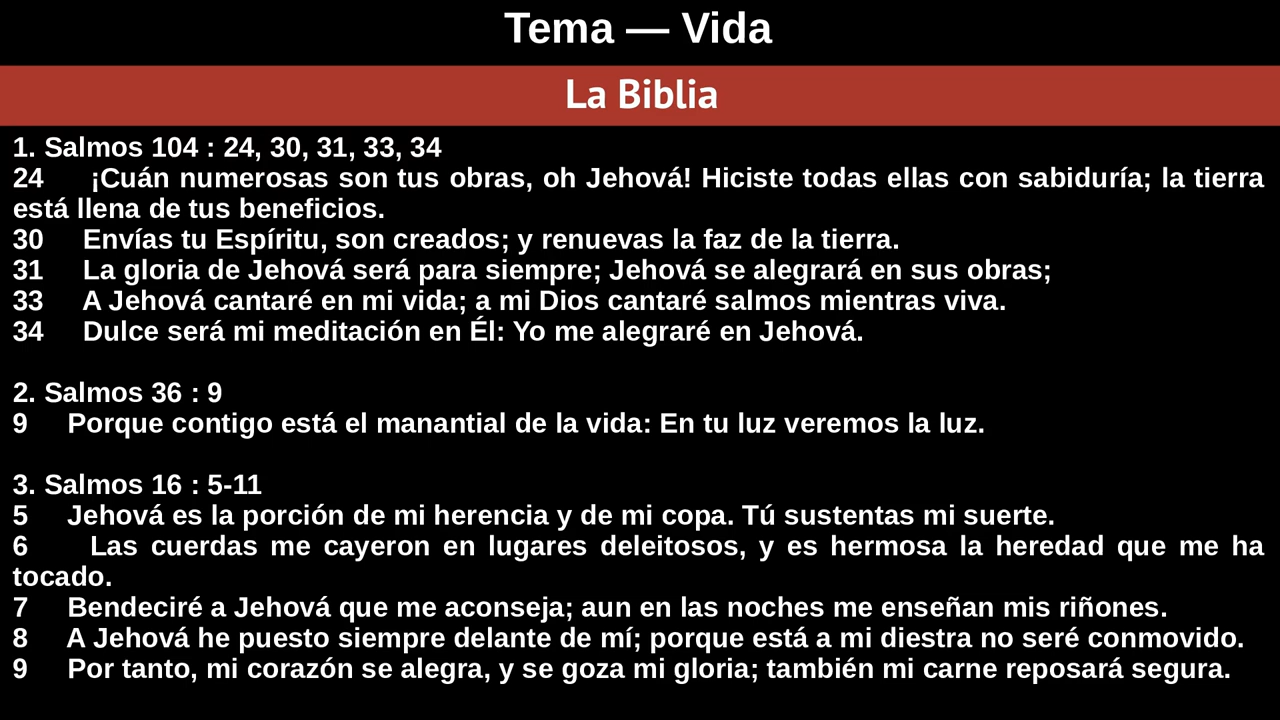 Tema — Vida
La Biblia
1. Salmos 104 : 24, 30, 31, 33, 34
24 ¡Cuán numerosas son tus obras, oh Jehová! Hiciste todas ellas con sabiduría; la tierra
está llena de tus beneficios.
30 Envías tu Espíritu, son creados; y renuevas la faz de la tierra.
31 La gloria de Jehová será para siempre; Jehová se alegrará en sus obras;
33 A Jehová cantaré en mi vida; a mi Dios cantaré salmos mientras viva.
34 Dulce será mi meditación en Él: Yo me alegraré en Jehová.
2. Salmos 36 : 9
9 Porque contigo está el manantial de la vida: En tu luz veremos la luz.
3. Salmos 16 : 5-11
5 Jehová es la porción de mi herencia y de mi copa. Tú sustentas mi suerte.
6 Las cuerdas me cayeron en lugares deleitosos, y es hermosa la heredad que me ha
tocado.
7 Bendeciré a Jehová que me aconseja; aun en las noches me enseñan mis riñones.
8 A Jehová he puesto siempre delante de mí; porque está a mi diestra no seré conmovido.
9 Por tanto, mi corazón se alegra, y se goza mi gloria; también mi carne reposará segura.